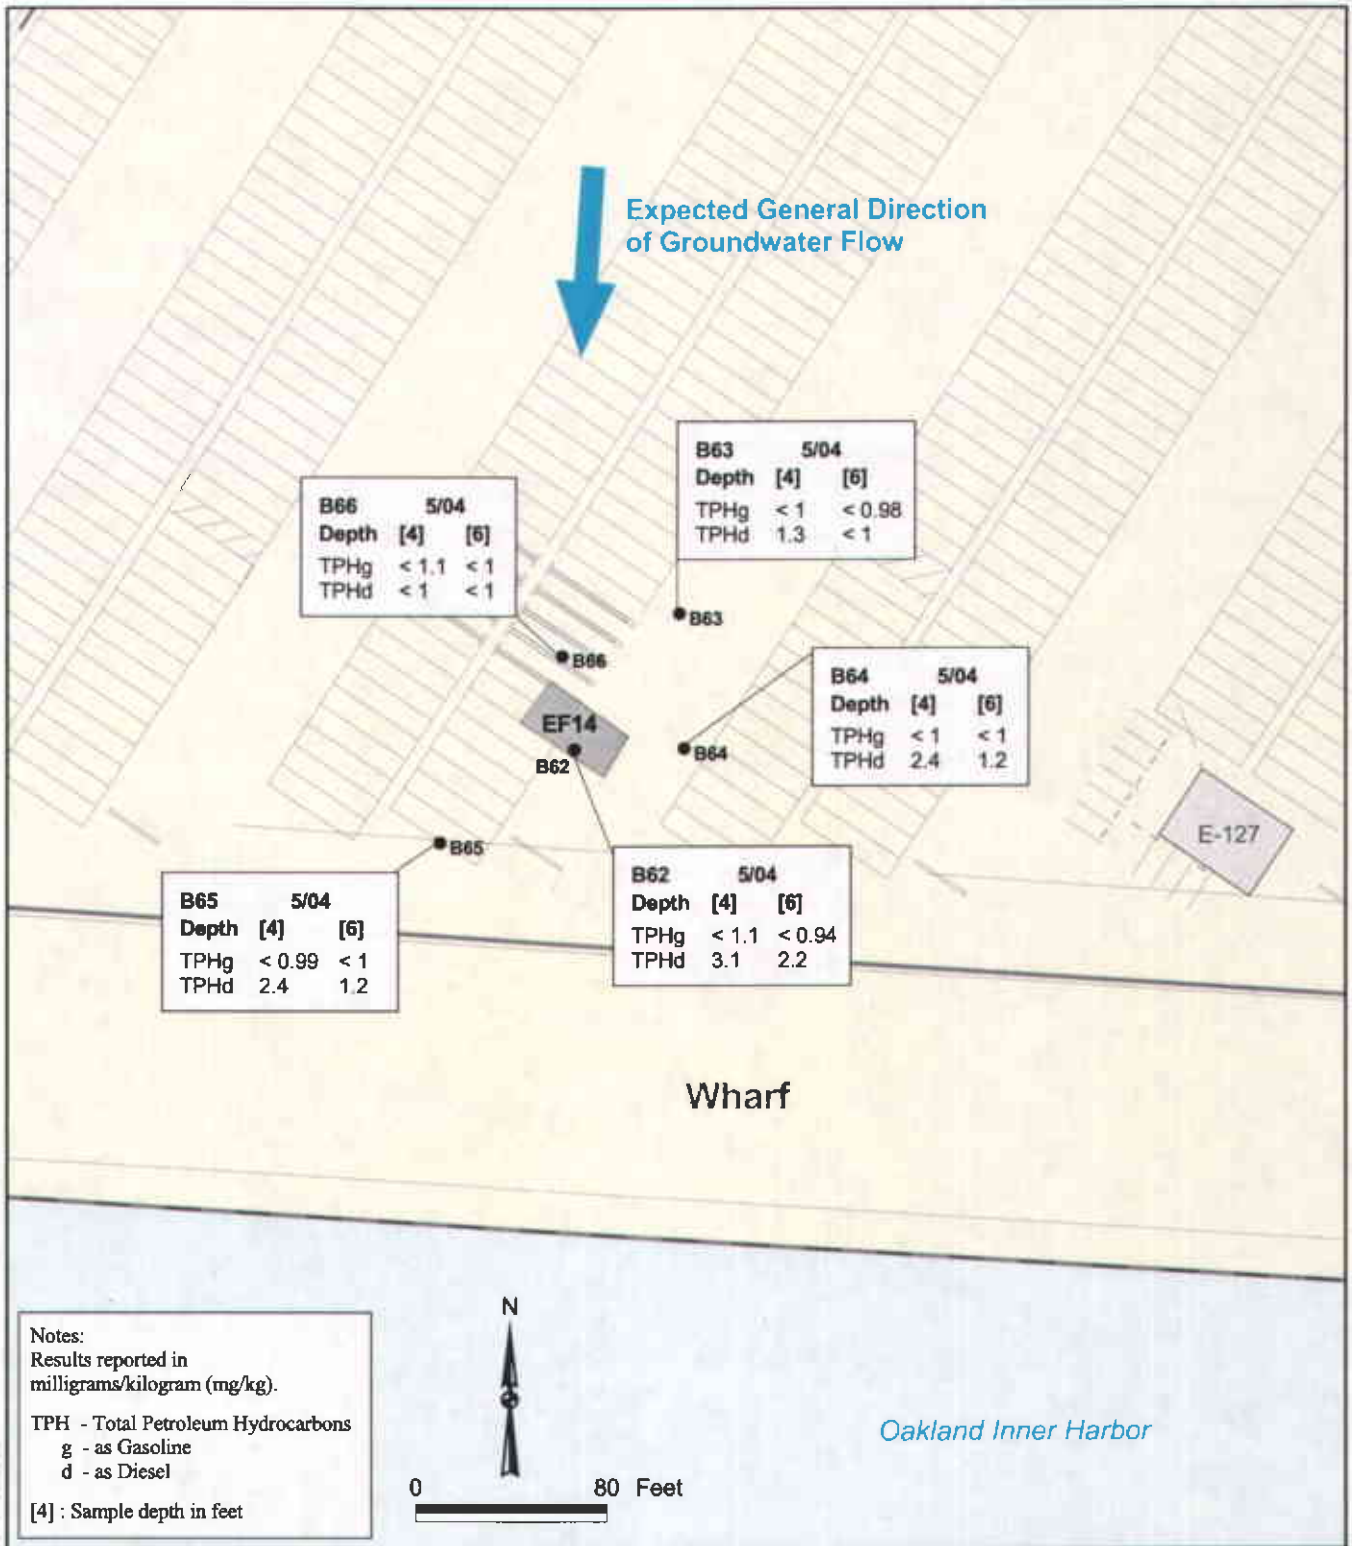 Expected General Direction
of Groundwater Flow
B63 5/04
Depth [4] [6]
TPHg < 1 < 0.98
TPHd 1.3 < 1
B66 5/04
Depth [4] [6]
TPHg < 1.1 < 1
TPHd < 1 < 1
B63
B66
B64 5/04
Depth [4] [6]
TPHg < 1 < 1
TPHd 2.4 1.2
EF14
B62
B64
E-127
B65
B62 5/04
Depth [4] [6]
TPHg < 1.1 < 0.94
TPHd 3.1 2.2
B65 5/04
Depth [4] [6]
TPHg < 0.99 < 1
TPHd 2.4 1.2
Wharf
Notes:
Results reported in
milligrams/kilogram (mg/kg).
TPH - Total Petroleum Hydrocarbons
g - as Gasoline
d - as Diesel
[4] : Sample depth in feet
N
0 80 Feet
Oakland Inner Harbor